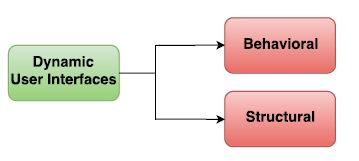 Dynamic
User Interfaces
Behavioral
Structural